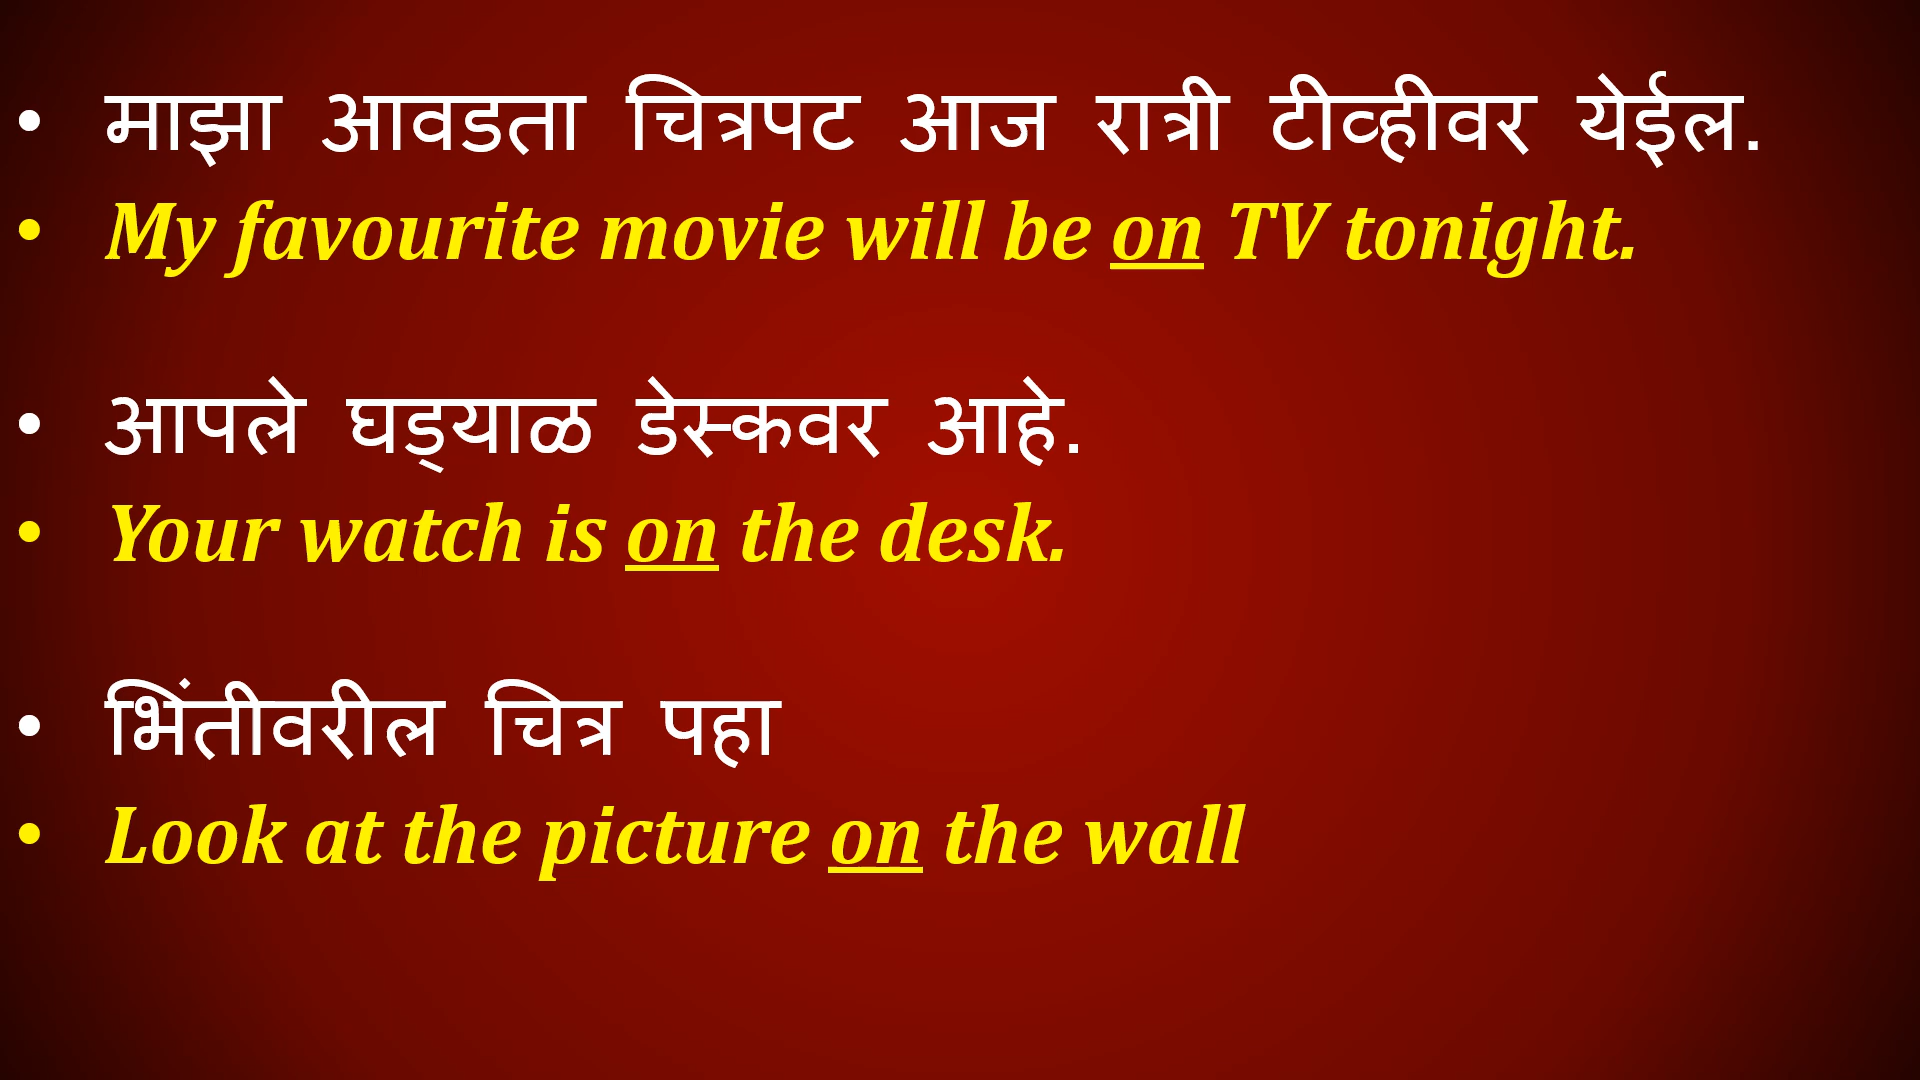 • माझा आवडता चित्रपट आज रात्री टीव्हीवर येईल.
• My favourite movie will be on TV tonight.
• आपले घड्याळ डेस्कवर आहे.
• Your watch is on the desk.
• भिंतीवरील चित्र पहा
• Look at the picture on the wall